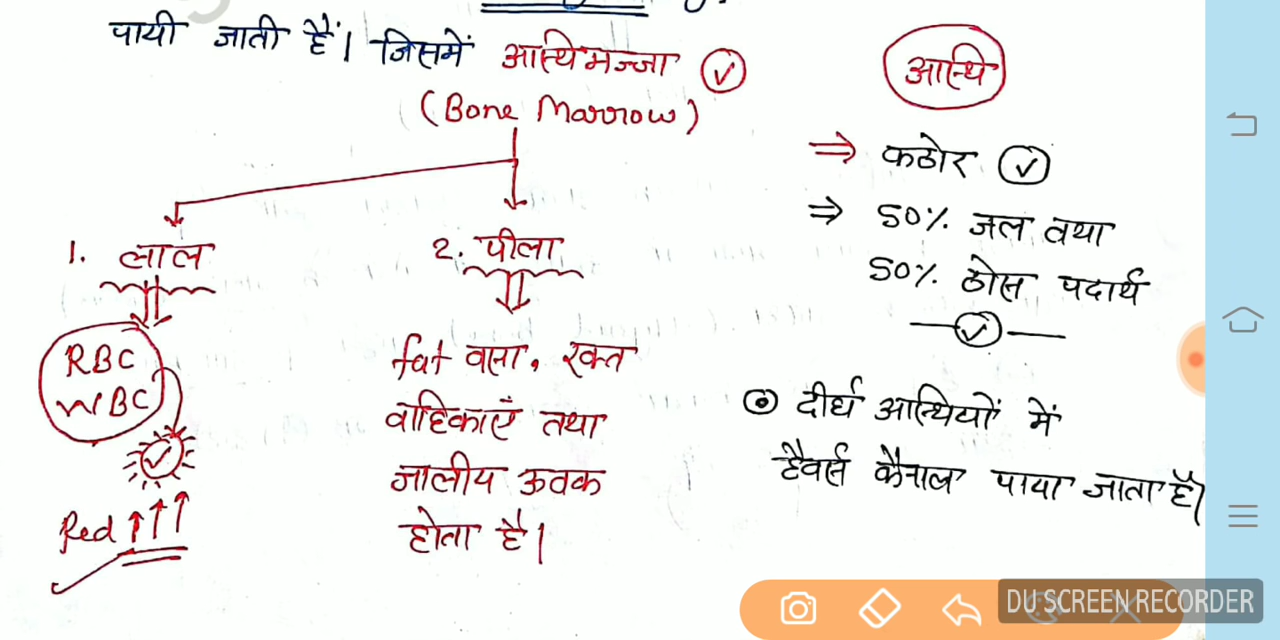 पायी जाती हैं। जिसमें अस्थिमज्जा
(Bone Marrow)
1. लाल
RBC
WBC
Red ↑↑↑
2. पीला
fat वसा, रक्त
वाहिकाएँ तथा
जालीय ऊतक
होता है।
अस्थि
⇒ कठोर
⇒ 50% जल तथा
50% ठोस पदार्थ
दीर्घ अस्थियों में
हैवर्स कैनाल पाया जाता है।
DU SCREEN RECORDER